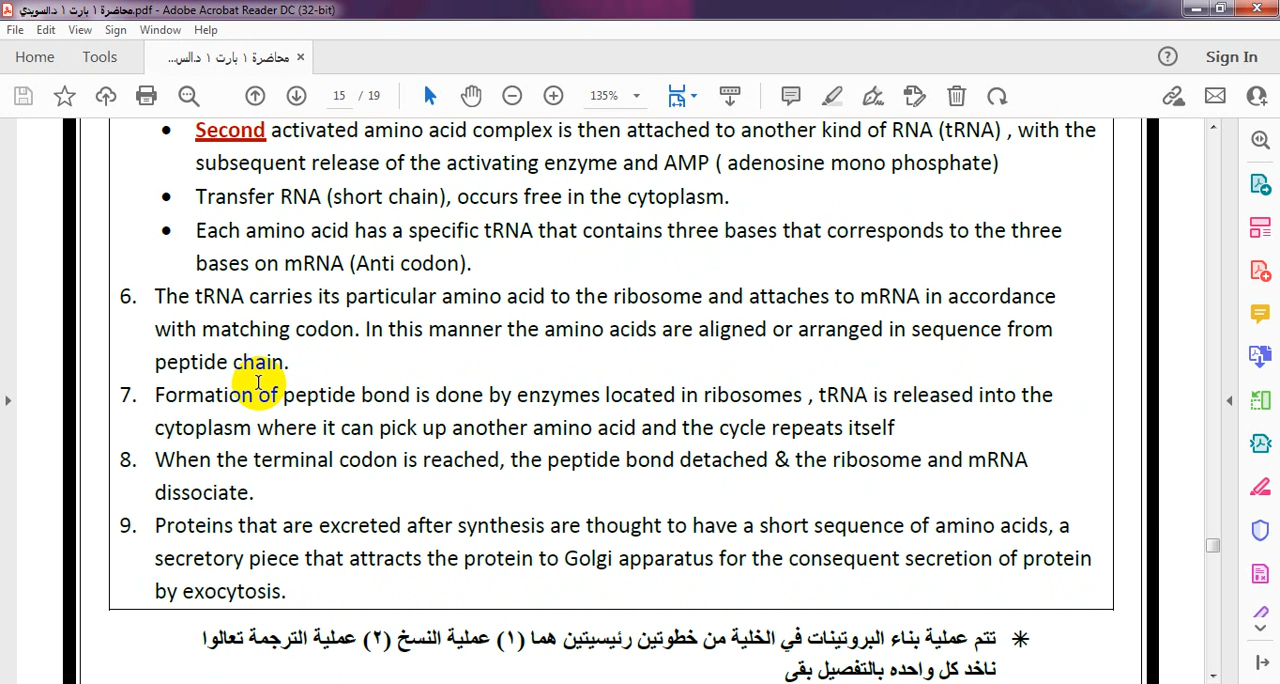 محاضرة ١ بارت ١ د.السويدي.pdf - Adobe Acrobat Reader DC (32-bit)
File Edit View Sign Window Help
Home Tools محاضرة ١ بارت ١ د.الس... × Sign In
15 / 19 135%
• Second activated amino acid complex is then attached to another kind of RNA (tRNA) , with the
subsequent release of the activating enzyme and AMP ( adenosine mono phosphate)
• Transfer RNA (short chain), occurs free in the cytoplasm.
• Each amino acid has a specific tRNA that contains three bases that corresponds to the three
bases on mRNA (Anti codon).
6. The tRNA carries its particular amino acid to the ribosome and attaches to mRNA in accordance
with matching codon. In this manner the amino acids are aligned or arranged in sequence from
peptide chain.
7. Formation of peptide bond is done by enzymes located in ribosomes , tRNA is released into the
cytoplasm where it can pick up another amino acid and the cycle repeats itself
8. When the terminal codon is reached, the peptide bond detached & the ribosome and mRNA
dissociate.
9. Proteins that are excreted after synthesis are thought to have a short sequence of amino acids, a
secretory piece that attracts the protein to Golgi apparatus for the consequent secretion of protein
by exocytosis.
* تتم عملية بناء البروتينات في الخلية من خطوتين رئيسيتين هما (١) عملية النسخ (٢) عملية الترجمة تعالوا
ناخد كل واحده بالتفصيل بقى